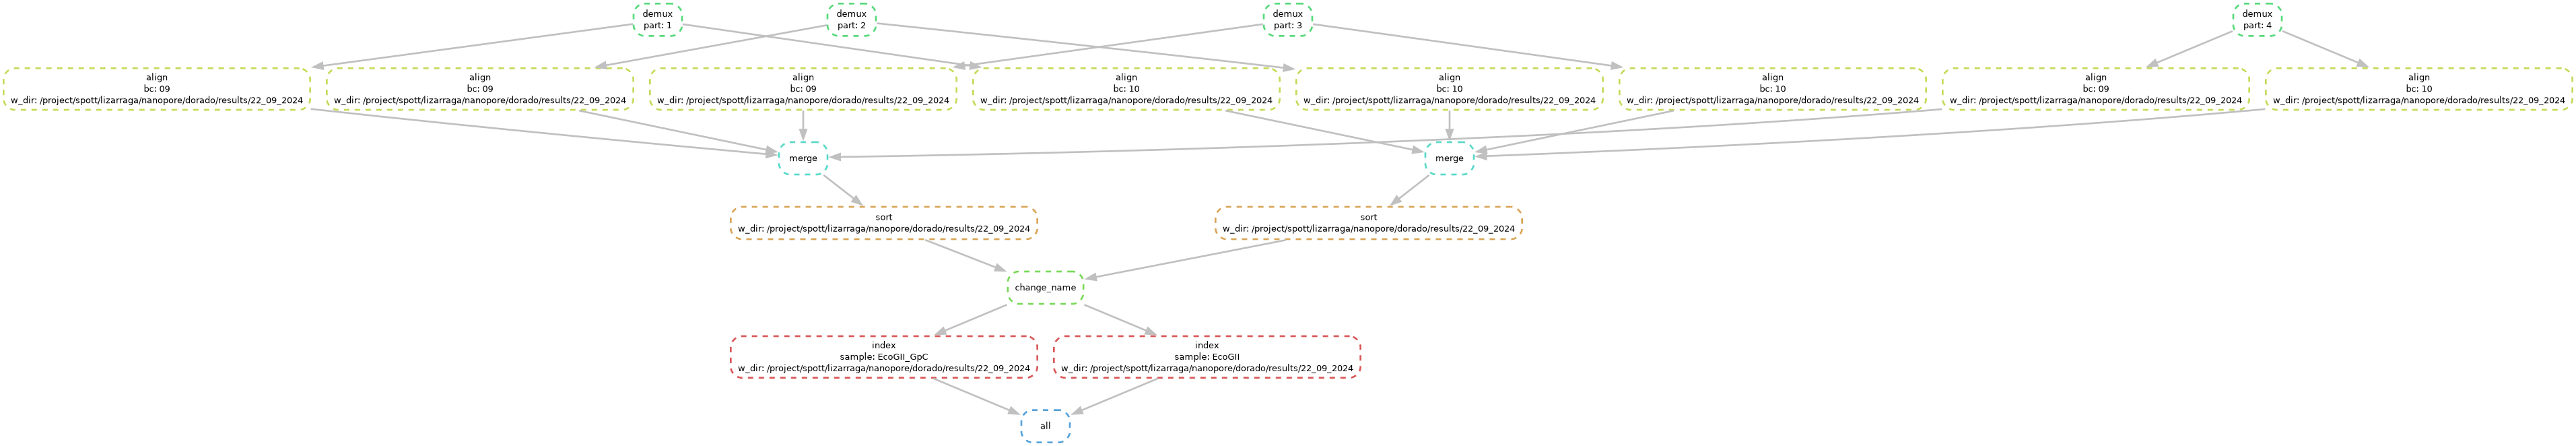 demux
part: 1
demux
part: 2
demux
part: 3
demux
part: 4
align
bc: 09
w_dir: /project/spott/lizarraga/nanopore/dorado/results/22_09_2024
align
bc: 09
w_dir: /project/spott/lizarraga/nanopore/dorado/results/22_09_2024
align
bc: 09
w_dir: /project/spott/lizarraga/nanopore/dorado/results/22_09_2024
align
bc: 10
w_dir: /project/spott/lizarraga/nanopore/dorado/results/22_09_2024
align
bc: 10
w_dir: /project/spott/lizarraga/nanopore/dorado/results/22_09_2024
align
bc: 10
w_dir: /project/spott/lizarraga/nanopore/dorado/results/22_09_2024
align
bc: 09
w_dir: /project/spott/lizarraga/nanopore/dorado/results/22_09_2024
align
bc: 10
w_dir: /project/spott/lizarraga/nanopore/dorado/results/22_09_2024
merge
merge
sort
w_dir: /project/spott/lizarraga/nanopore/dorado/results/22_09_2024
sort
w_dir: /project/spott/lizarraga/nanopore/dorado/results/22_09_2024
change_name
index
sample: EcoGII_GpC
w_dir: /project/spott/lizarraga/nanopore/dorado/results/22_09_2024
index
sample: EcoGII
w_dir: /project/spott/lizarraga/nanopore/dorado/results/22_09_2024
all